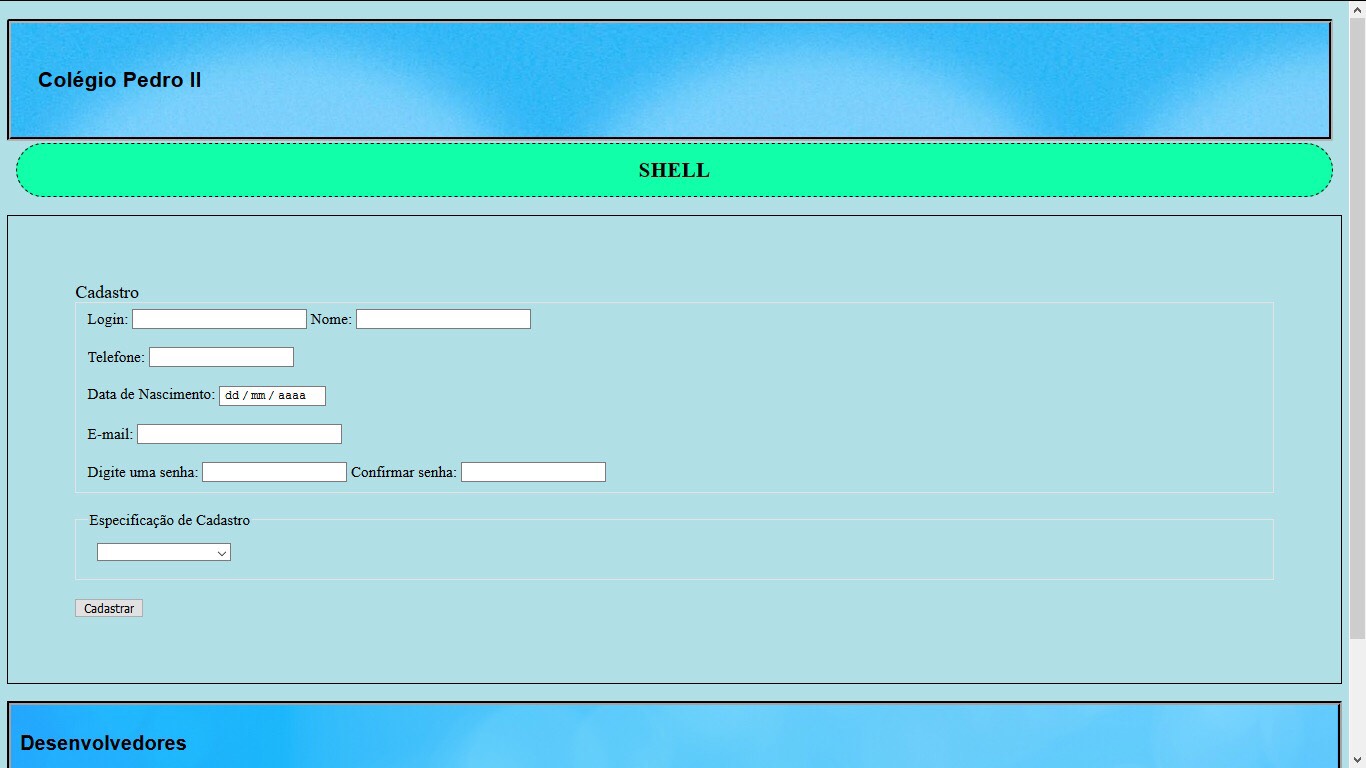 Colégio Pedro II
SHELL
Cadastro
Login: Nome:
Telefone:
Data de Nascimento: dd / mm / aaaa
E-mail:
Digite uma senha: Confirmar senha:
Especificação de Cadastro
Cadastrar
Desenvolvedores